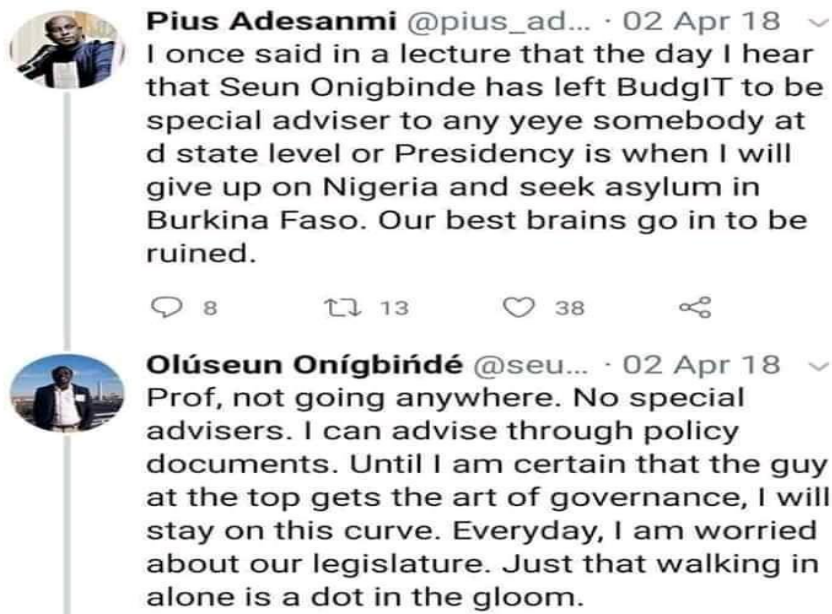 Pius Adesanmi @pius_ad... · 02 Apr 18
I once said in a lecture that the day I hear
that Seun Onigbinde has left BudgIT to be
special adviser to any yeye somebody at
d state level or Presidency is when I will
give up on Nigeria and seek asylum in
Burkina Faso. Our best brains go in to be
ruined.
8 13 38
Olúseun Onígbińdé @seu... · 02 Apr 18
Prof, not going anywhere. No special
advisers. I can advise through policy
documents. Until I am certain that the guy
at the top gets the art of governance, I will
stay on this curve. Everyday, I am worried
about our legislature. Just that walking in
alone is a dot in the gloom.